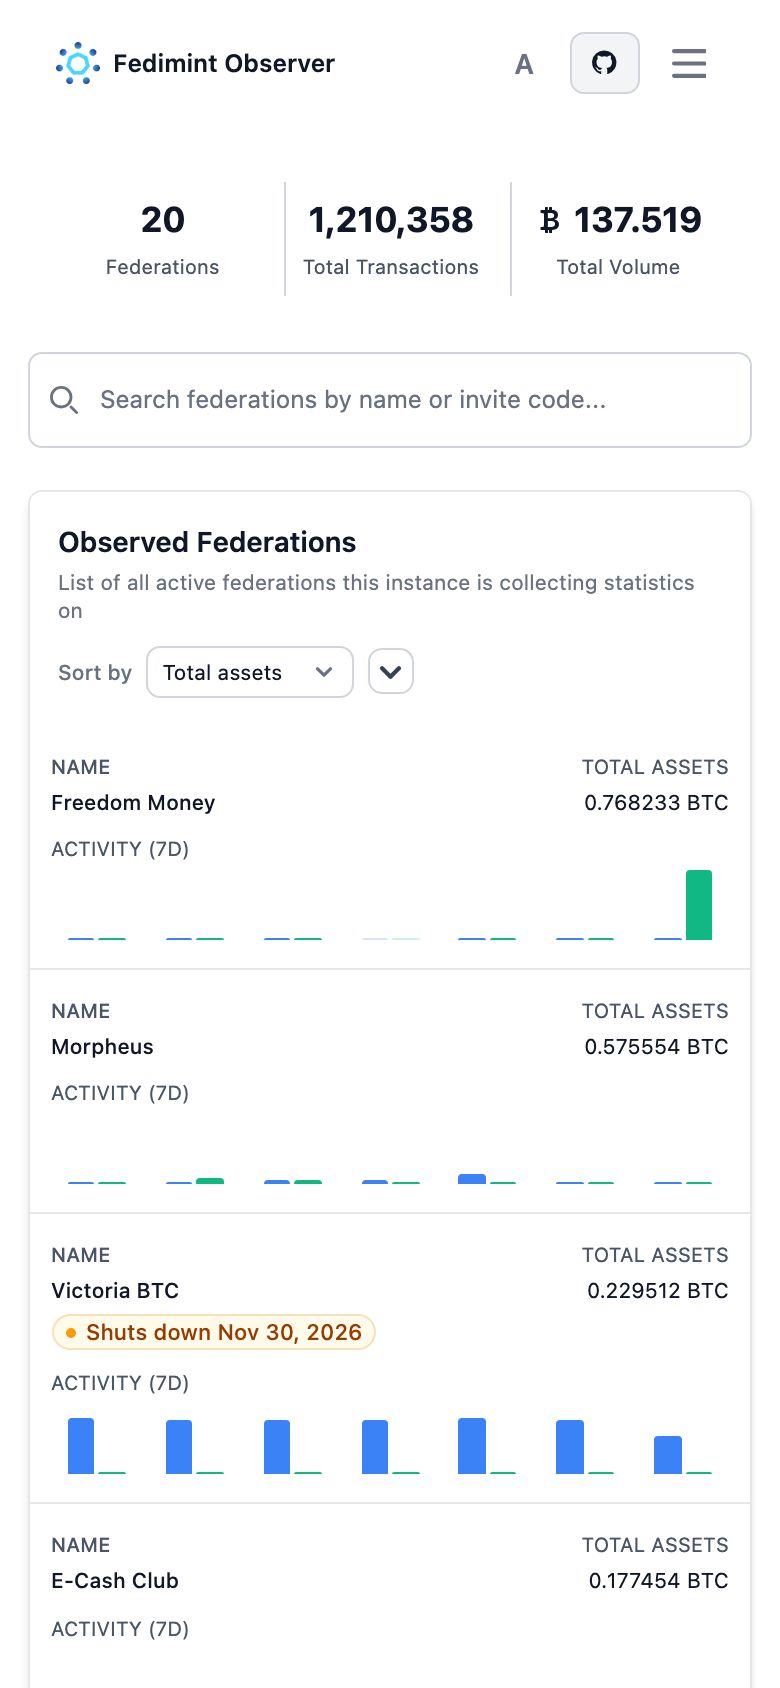 Fedimint Observer
A
20
Federations
1,210,358
Total Transactions
₿ 137.519
Total Volume
Search federations by name or invite code...
Observed Federations
List of all active federations this instance is collecting statistics
on
Sort by Total assets
NAME TOTAL ASSETS
Freedom Money 0.768233 BTC
ACTIVITY (7D)
NAME TOTAL ASSETS
Morpheus 0.575554 BTC
ACTIVITY (7D)
NAME TOTAL ASSETS
Victoria BTC 0.229512 BTC
Shuts down Nov 30, 2026
ACTIVITY (7D)
NAME TOTAL ASSETS
E-Cash Club 0.177454 BTC
ACTIVITY (7D)